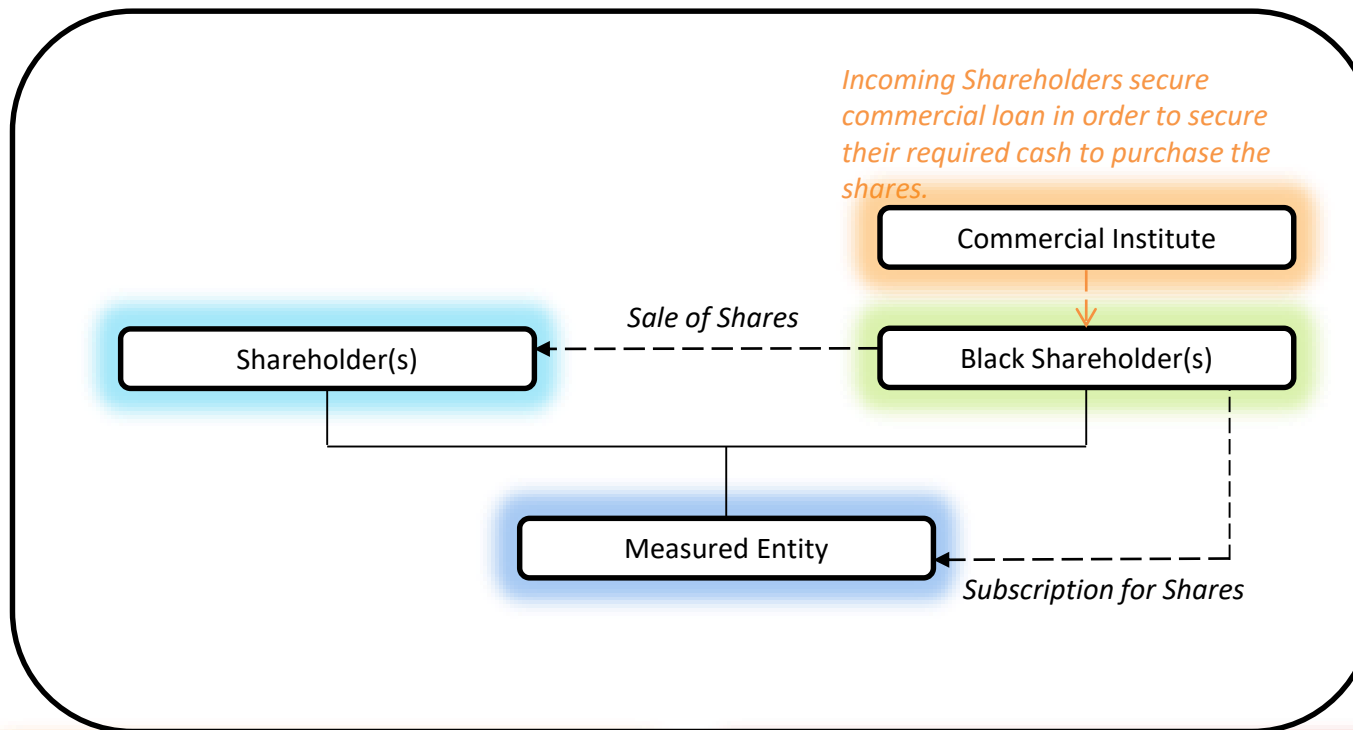 Incoming Shareholders secure
commercial loan in order to secure
their required cash to purchase the
shares.
Commercial Institute
Sale of Shares
Shareholder(s)
Black Shareholder(s)
Measured Entity
Subscription for Shares